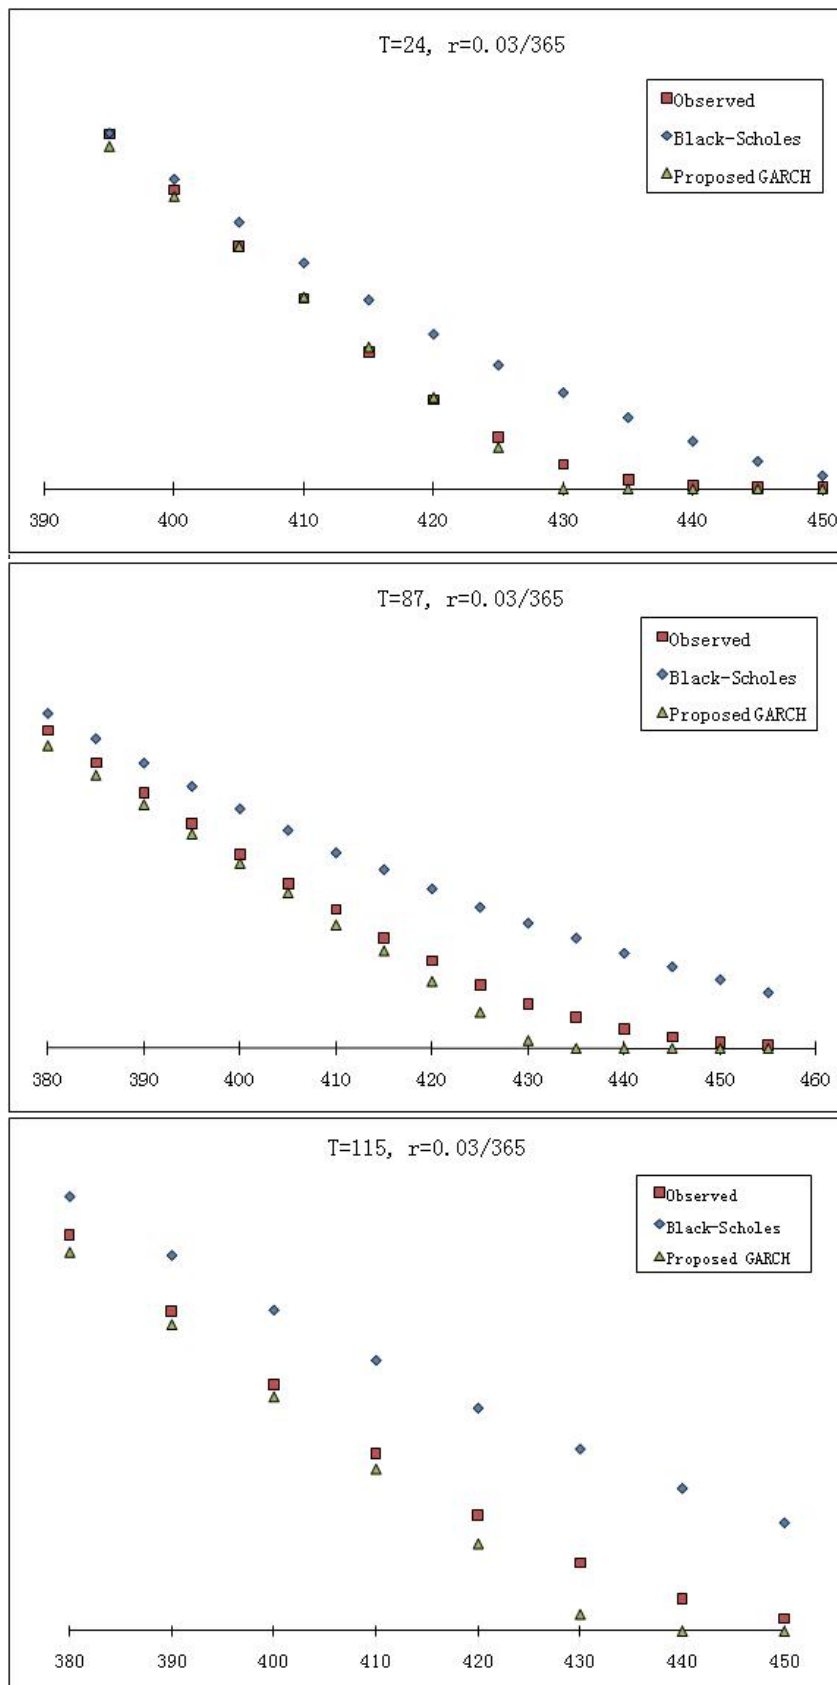 T=24, r=0.03/365
Observed
Black-Scholes
Proposed GARCH
390 400 410 420 430 440 450
T=87, r=0.03/365
Observed
Black-Scholes
Proposed GARCH
380 390 400 410 420 430 440 450 460
T=115, r=0.03/365
Observed
Black-Scholes
Proposed GARCH
380 390 400 410 420 430 440 450